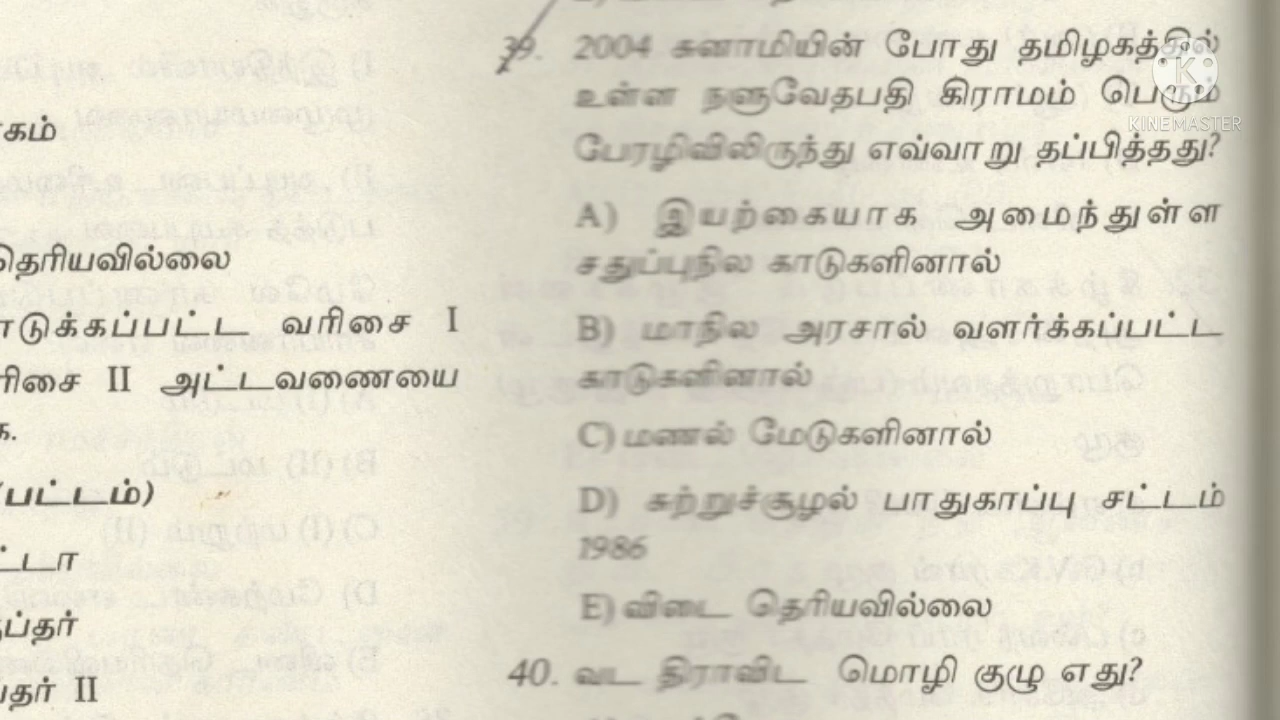 கம்
தெரியவில்லை
டுக்கப்பட்ட வரிசை I
ரிசை II அட்டவணையை
க.
(பட்டம்)
ட்டா
ப்தர்
பதர் II
39. 2004 சுனாமியின் போது தமிழகத்தில்
உள்ள நளுவேதபதி கிராமம் பெரும்
பேரழிவிலிருந்து எவ்வாறு தப்பித்தது?
A) இயற்கையாக அமைந்துள்ள
சதுப்புநில காடுகளினால்
B) மாநில அரசால் வளர்க்கப்பட்ட
காடுகளினால்
C) மணல் மேடுகளினால்
D) சுற்றுச்சூழல் பாதுகாப்பு சட்டம்
1986
E) விடை தெரியவில்லை
40. வட திராவிட மொழி குழு எது?
KINEMASTER